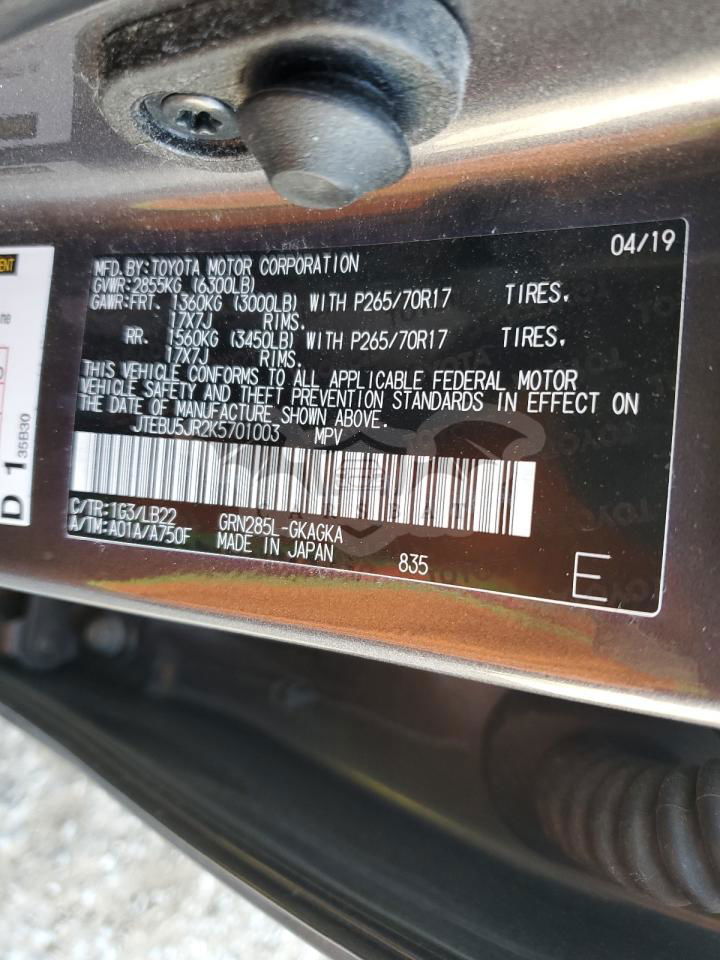 04/19
MFD. BY: TOYOTA MOTOR CORPORATION
GVWR: 2855KG (6300LB)
GAWR: FRT. 1360KG (3000LB) WITH P265/70R17 TIRES,
17X7J RIMS.
RR. 1560KG (3450LB) WITH P265/70R17 TIRES,
17X7J RIMS.
THIS VEHICLE CONFORMS TO ALL APPLICABLE FEDERAL MOTOR
VEHICLE SAFETY AND THEFT PREVENTION STANDARDS IN EFFECT ON
THE DATE OF MANUFACTURE SHOWN ABOVE.
JTEBU5JR2K5701003 MPV
C/TR: 1G3/LB22 GRN285L-GKAGKA
A/TM: A01A/A750F MADE IN JAPAN 835
E
D 1
35B30